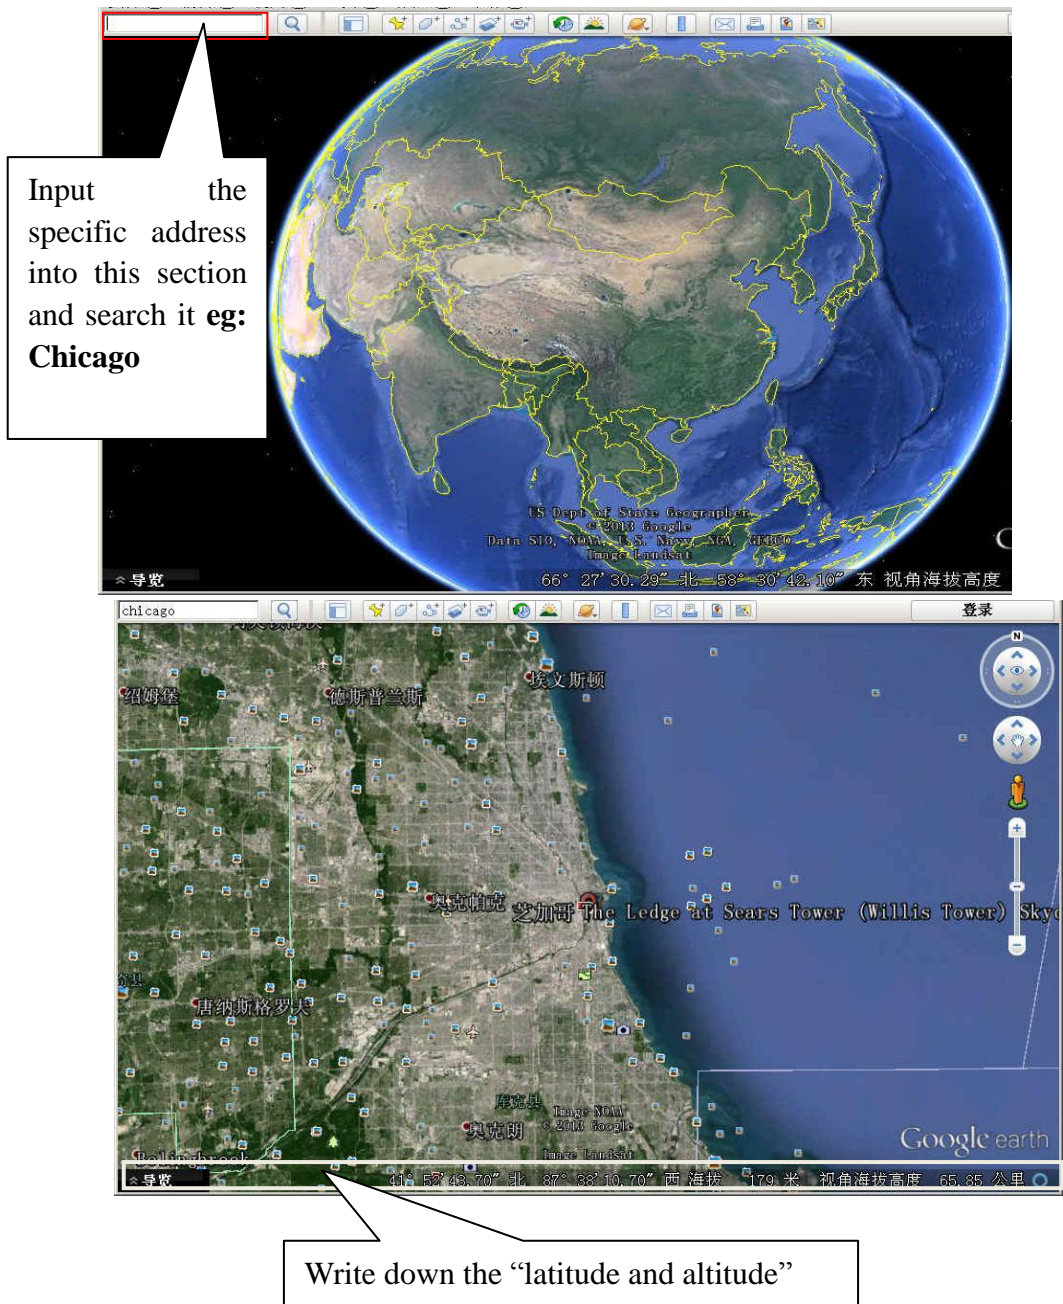 Input the
specific address
into this section
and search it eg:
Chicago
US Dept of State Geographer
© 2013 Google
Data SIO, NOAA, U.S. Navy, NGA, GEBCO
Image Landsat
导览
66° 27′30.29″ 北 58° 30′42.10″ 东 视角海拔高度
chicago
登录
N
埃文斯顿
绍姆堡
德斯普兰斯
奥克帕克
芝加哥 The Ledge at Sears Tower (Willis Tower) Skyd
唐纳斯格罗夫
库克县
Image NOAA
© 2013 Google
奥克朗
Image Landsat
Google earth
Bolingbrook
导览
41° 52′43.70″ 北 87° 38′10.70″ 西 海拔 179 米 视角海拔高度 65.85 公里
Write down the “latitude and altitude”